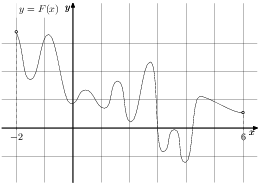 y = F(x) y
−2 6 x